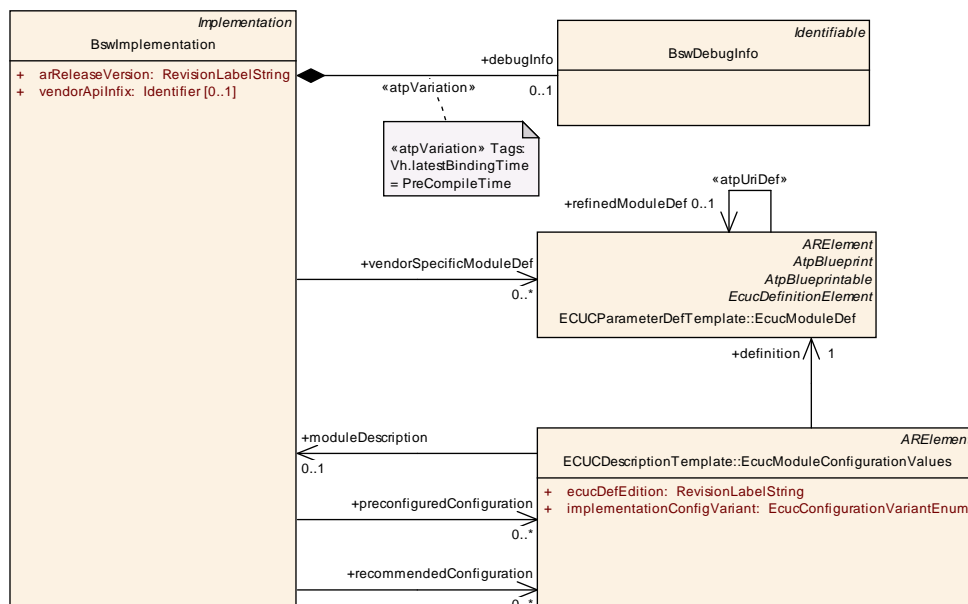 Implementation
BswImplementation
+ arReleaseVersion: RevisionLabelString
+ vendorApiInfix: Identifier [0..1]
+debugInfo
«atpVariation»
0..1
Identifiable
BswDebugInfo
«atpVariation» Tags:
Vh.latestBindingTime
= PreCompileTime
«atpUriDef»
+refinedModuleDef 0..1
+vendorSpecificModuleDef
0..*
ARElement
AtpBlueprint
AtpBlueprintable
EcucDefinitionElement
ECUCParameterDefTemplate::EcucModuleDef
+definition 1
+moduleDescription
0..1
ARElement
ECUCDescriptionTemplate::EcucModuleConfigurationValues
+ ecucDefEdition: RevisionLabelString
+ implementationConfigVariant: EcucConfigurationVariantEnum
+preconfiguredConfiguration
0..*
+recommendedConfiguration
0..*